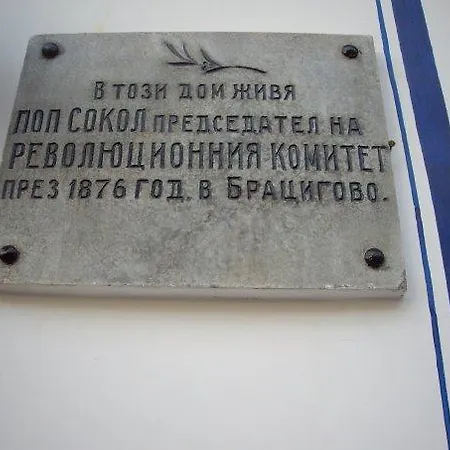 В този дом живя
поп Сокол председател на
революционния комитет
през 1876 год. в Брацигово.